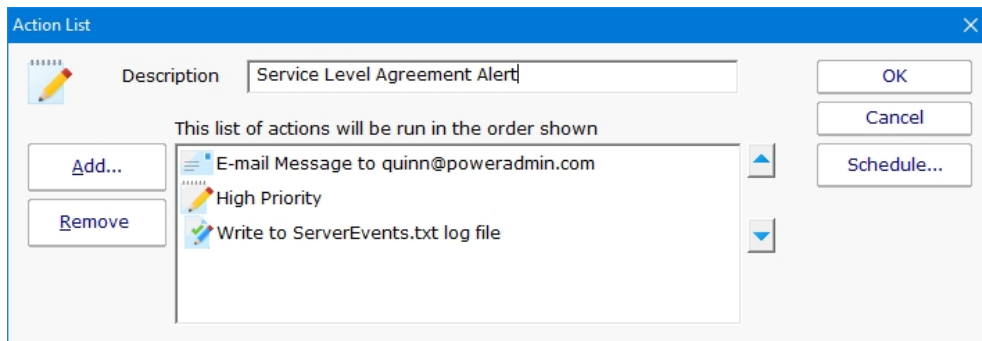 Action List
Description
Service Level Agreement Alert
OK
Cancel
This list of actions will be run in the order shown
Add...
E-mail Message to quinn@poweradmin.com
Schedule...
High Priority
Remove
Write to ServerEvents.txt log file